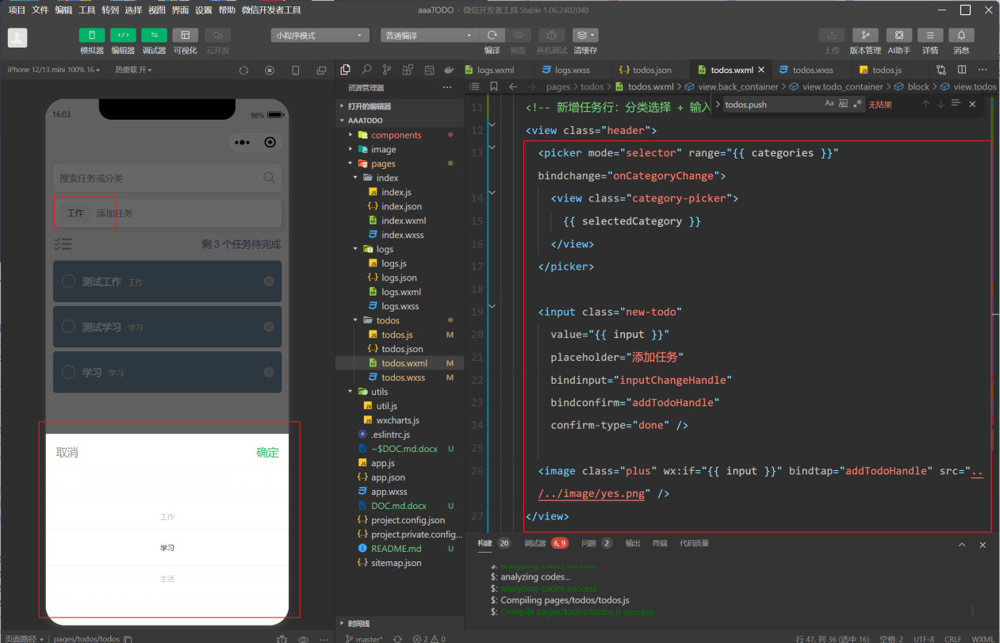 项目 文件 编辑 工具 转到 选择 视图 界面 设置 帮助 微信开发者工具
aaaTODO - 微信开发者工具 Stable 1.06.2402040
小程序模式
普通编译
模拟器 编辑器 调试器 可视化 云开发
编译 预览 真机调试 清缓存
上传 版本管理 AI助手 详情 消息
iPhone 12/13 mini 100% 16
热重载 开
16:03
98%
搜索任务或分类
工作 添加任务
剩 3 个任务待完成
测试工作 工作
测试学习 学习
学习 学习
取消
确定
工作
学习
生活
页面路径
pages/todos/todos
资源管理器
打开的编辑器
AAATODO
components
image
pages
index
index.js
index.json
index.wxml
index.wxss
logs
logs.js
logs.json
logs.wxml
logs.wxss
todos
todos.js M
todos.json
todos.wxml M
todos.wxss M
utils
util.js
wxcharts.js
.eslintrc.js
~$DOC.md.docx U
app.js
app.json
app.wxss
DOC.md.docx U
project.config.json
project.private.config...
README.md U
sitemap.json
时间线
logs.wxml
logs.wxss
todos.json
todos.wxml
todos.wxss
todos.js
pages > todos > todos.wxml > view.back_container > view.todo_container > block > view.todos
todos.push
Aa
无结果
11 <!-- 新增任务行：分类选择 + 输入
12 <view class="header">
13 <picker mode="selector" range="{{ categories }}"
bindchange="onCategoryChange">
14 <view class="category-picker">
15 {{ selectedCategory }}
16 </view>
17 </picker>
18
19 <input class="new-todo"
20 value="{{ input }}"
21 placeholder="添加任务"
22 bindinput="inputChangeHandle"
23 bindconfirm="addTodoHandle"
24 confirm-type="done" />
25
26 <image class="plus" wx:if="{{ input }}" bindtap="addTodoHandle" src="..
/../image/yes.png" />
27 </view>
构建 20 调试器 6, 9 问题 2 输出 终端 代码质量
$: analyzing codes success
$: analyzing codes...
$: analyzing codes success
$: Compiling pages/todos/todos.js
$: Compile pages/todos/todos.js success
master*
2
0
行 47, 列 36 (选中 16)
空格: 2
UTF-8
CRLF
WXML